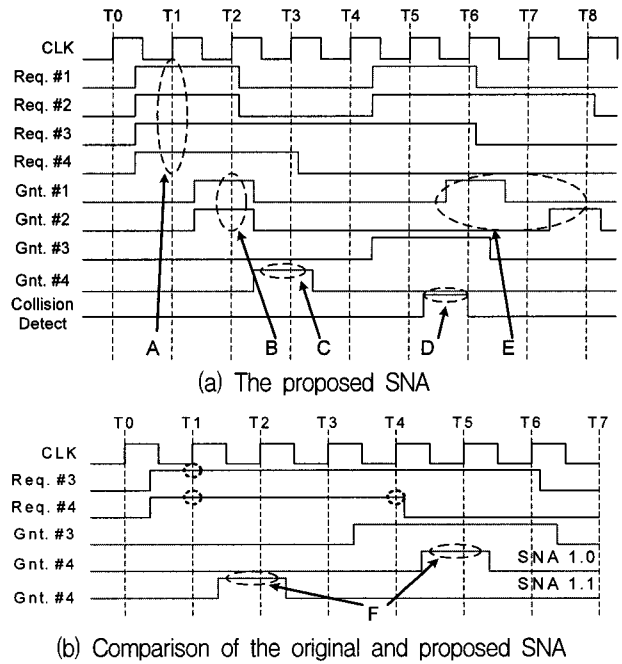 T0 T1 T2 T3 T4 T5 T6 T7 T8
CLK
Req. #1
Req. #2
Req. #3
Req. #4
Gnt. #1
Gnt. #2
Gnt. #3
Gnt. #4
Collision
Detect
A B C D E
(a) The proposed SNA
T0 T1 T2 T3 T4 T5 T6 T7
CLK
Req. #3
Req. #4
Gnt. #3
Gnt. #4 SNA 1.0
Gnt. #4 SNA 1.1
F
(b) Comparison of the original and proposed SNA